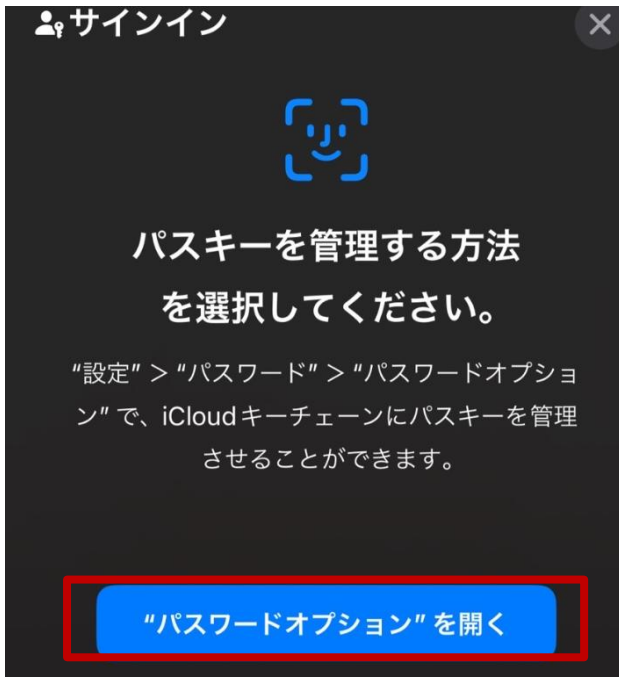 サインイン
パスキーを管理する方法
を選択してください。
“設定” > “パスワード” > “パスワードオプショ
ン” で、iCloudキーチェーンにパスキーを管理
させることができます。
“パスワードオプション” を開く